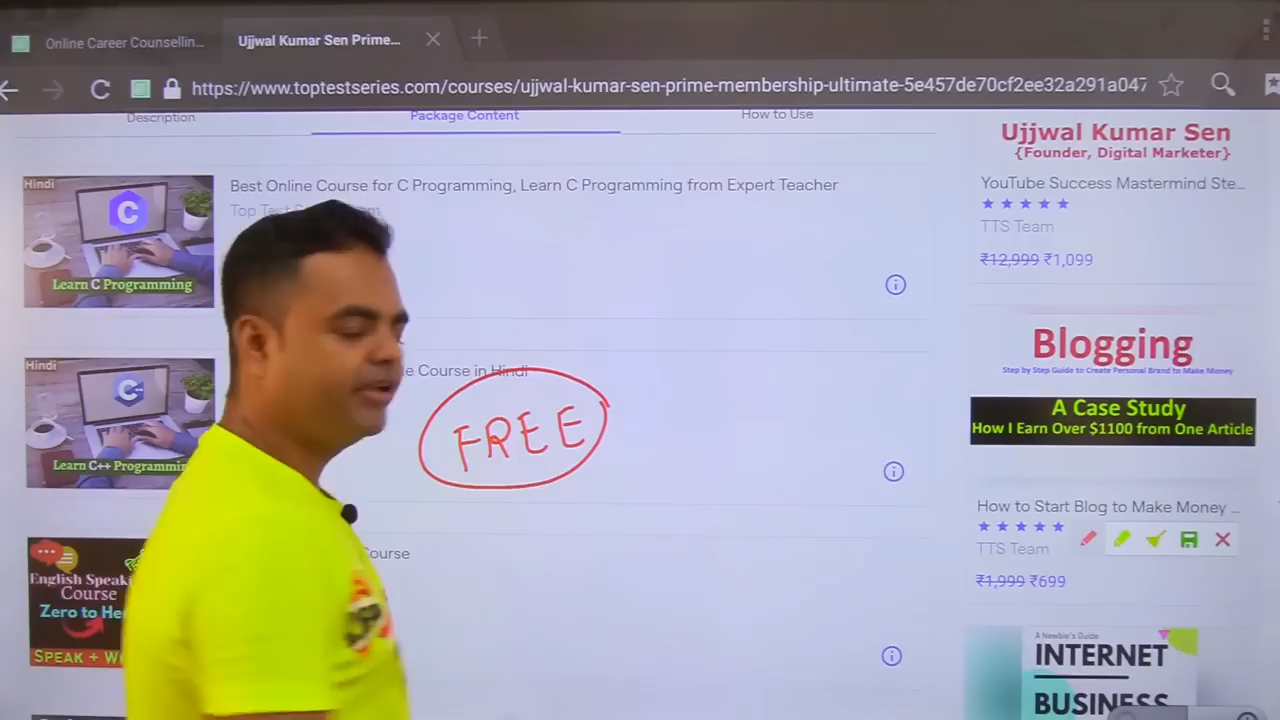 Online Career Counsellin...
Ujjwal Kumar Sen Prime...
https://www.toptestseries.com/courses/ujjwal-kumar-sen-prime-membership-ultimate-5e457de70cf2ee32a291a047
Description
Package Content
How to Use
Hindi
C
Learn C Programming
Best Online Course for C Programming, Learn C Programming from Expert Teacher
Top
Hindi
Learn C++
e Course in Hindi
FREE
English
Course
Zero to
SPEAK +
Course
Ujjwal Kumar Sen
{Founder, Digital Marketer}
YouTube Success Mastermind Ste...
TTS Team
₹12,999 ₹1,099
Blogging
Step by Step Guide to Create Personal Brand to Make Money
A Case Study
How I Earn Over $1100 from One Article
How to Start Blog to Make Money ...
TTS Team
₹1,999 ₹699
A Newbie's Guide
INTERNET
BUSINESS